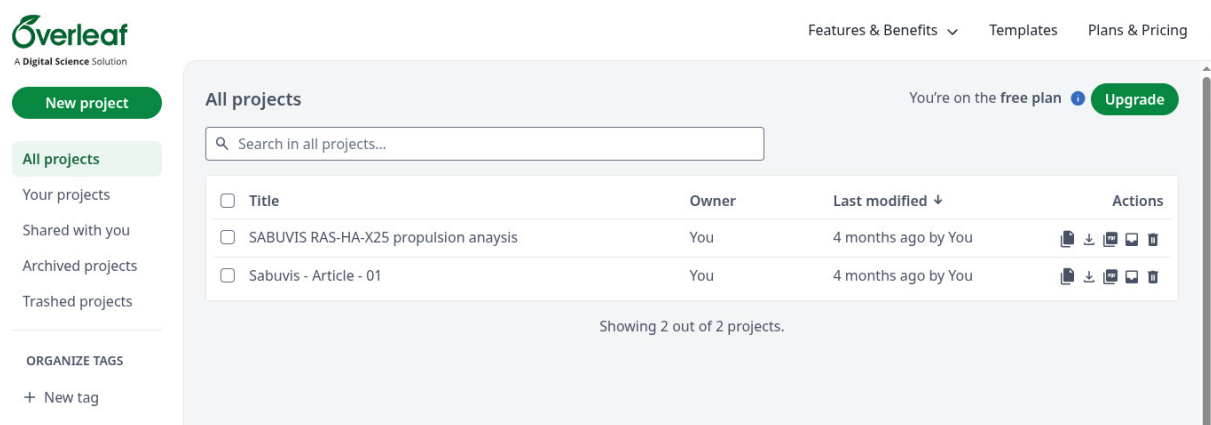 Overleaf
A Digital Science Solution
Features & Benefits
Templates
Plans & Pricing
New project
All projects
Your projects
Shared with you
Archived projects
Trashed projects
ORGANIZE TAGS
+ New tag
All projects
You’re on the free plan
Upgrade
Search in all projects...
Title Owner Last modified Actions
SABUVIS RAS-HA-X25 propulsion anaysis You 4 months ago by You
Sabuvis - Article - 01 You 4 months ago by You
Showing 2 out of 2 projects.